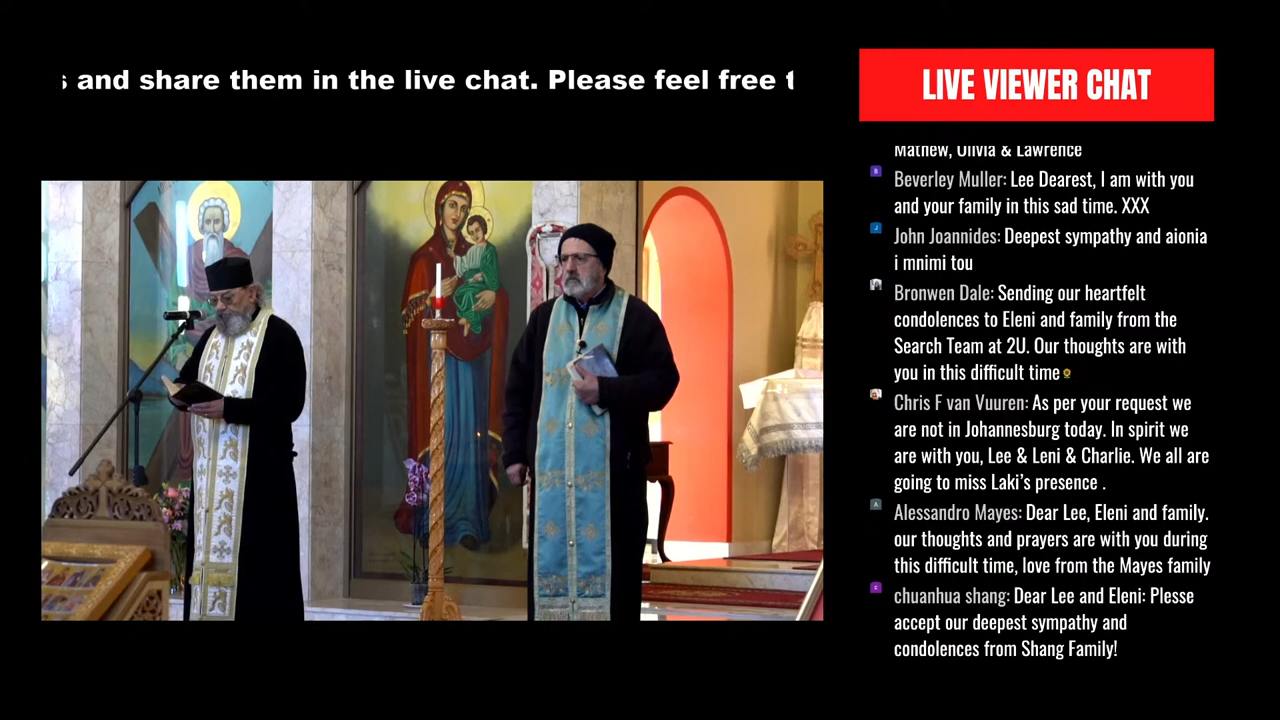 s and share them in the live chat. Please feel free t
LIVE VIEWER CHAT
Mathew, Olivia & Lawrence
Beverley Muller: Lee Dearest, I am with you
and your family in this sad time. XXX
John Joannides: Deepest sympathy and aionia
i mnimi tou
Bronwen Dale: Sending our heartfelt
condolences to Eleni and family from the
Search Team at 2U. Our thoughts are with
you in this difficult time
Chris F van Vuuren: As per your request we
are not in Johannesburg today. In spirit we
are with you, Lee & Leni & Charlie. We all are
going to miss Laki's presence .
Alessandro Mayes: Dear Lee, Eleni and family.
our thoughts and prayers are with you during
this difficult time, love from the Mayes family
chuanhua shang: Dear Lee and Eleni: Plesse
accept our deepest sympathy and
condolences from Shang Family!